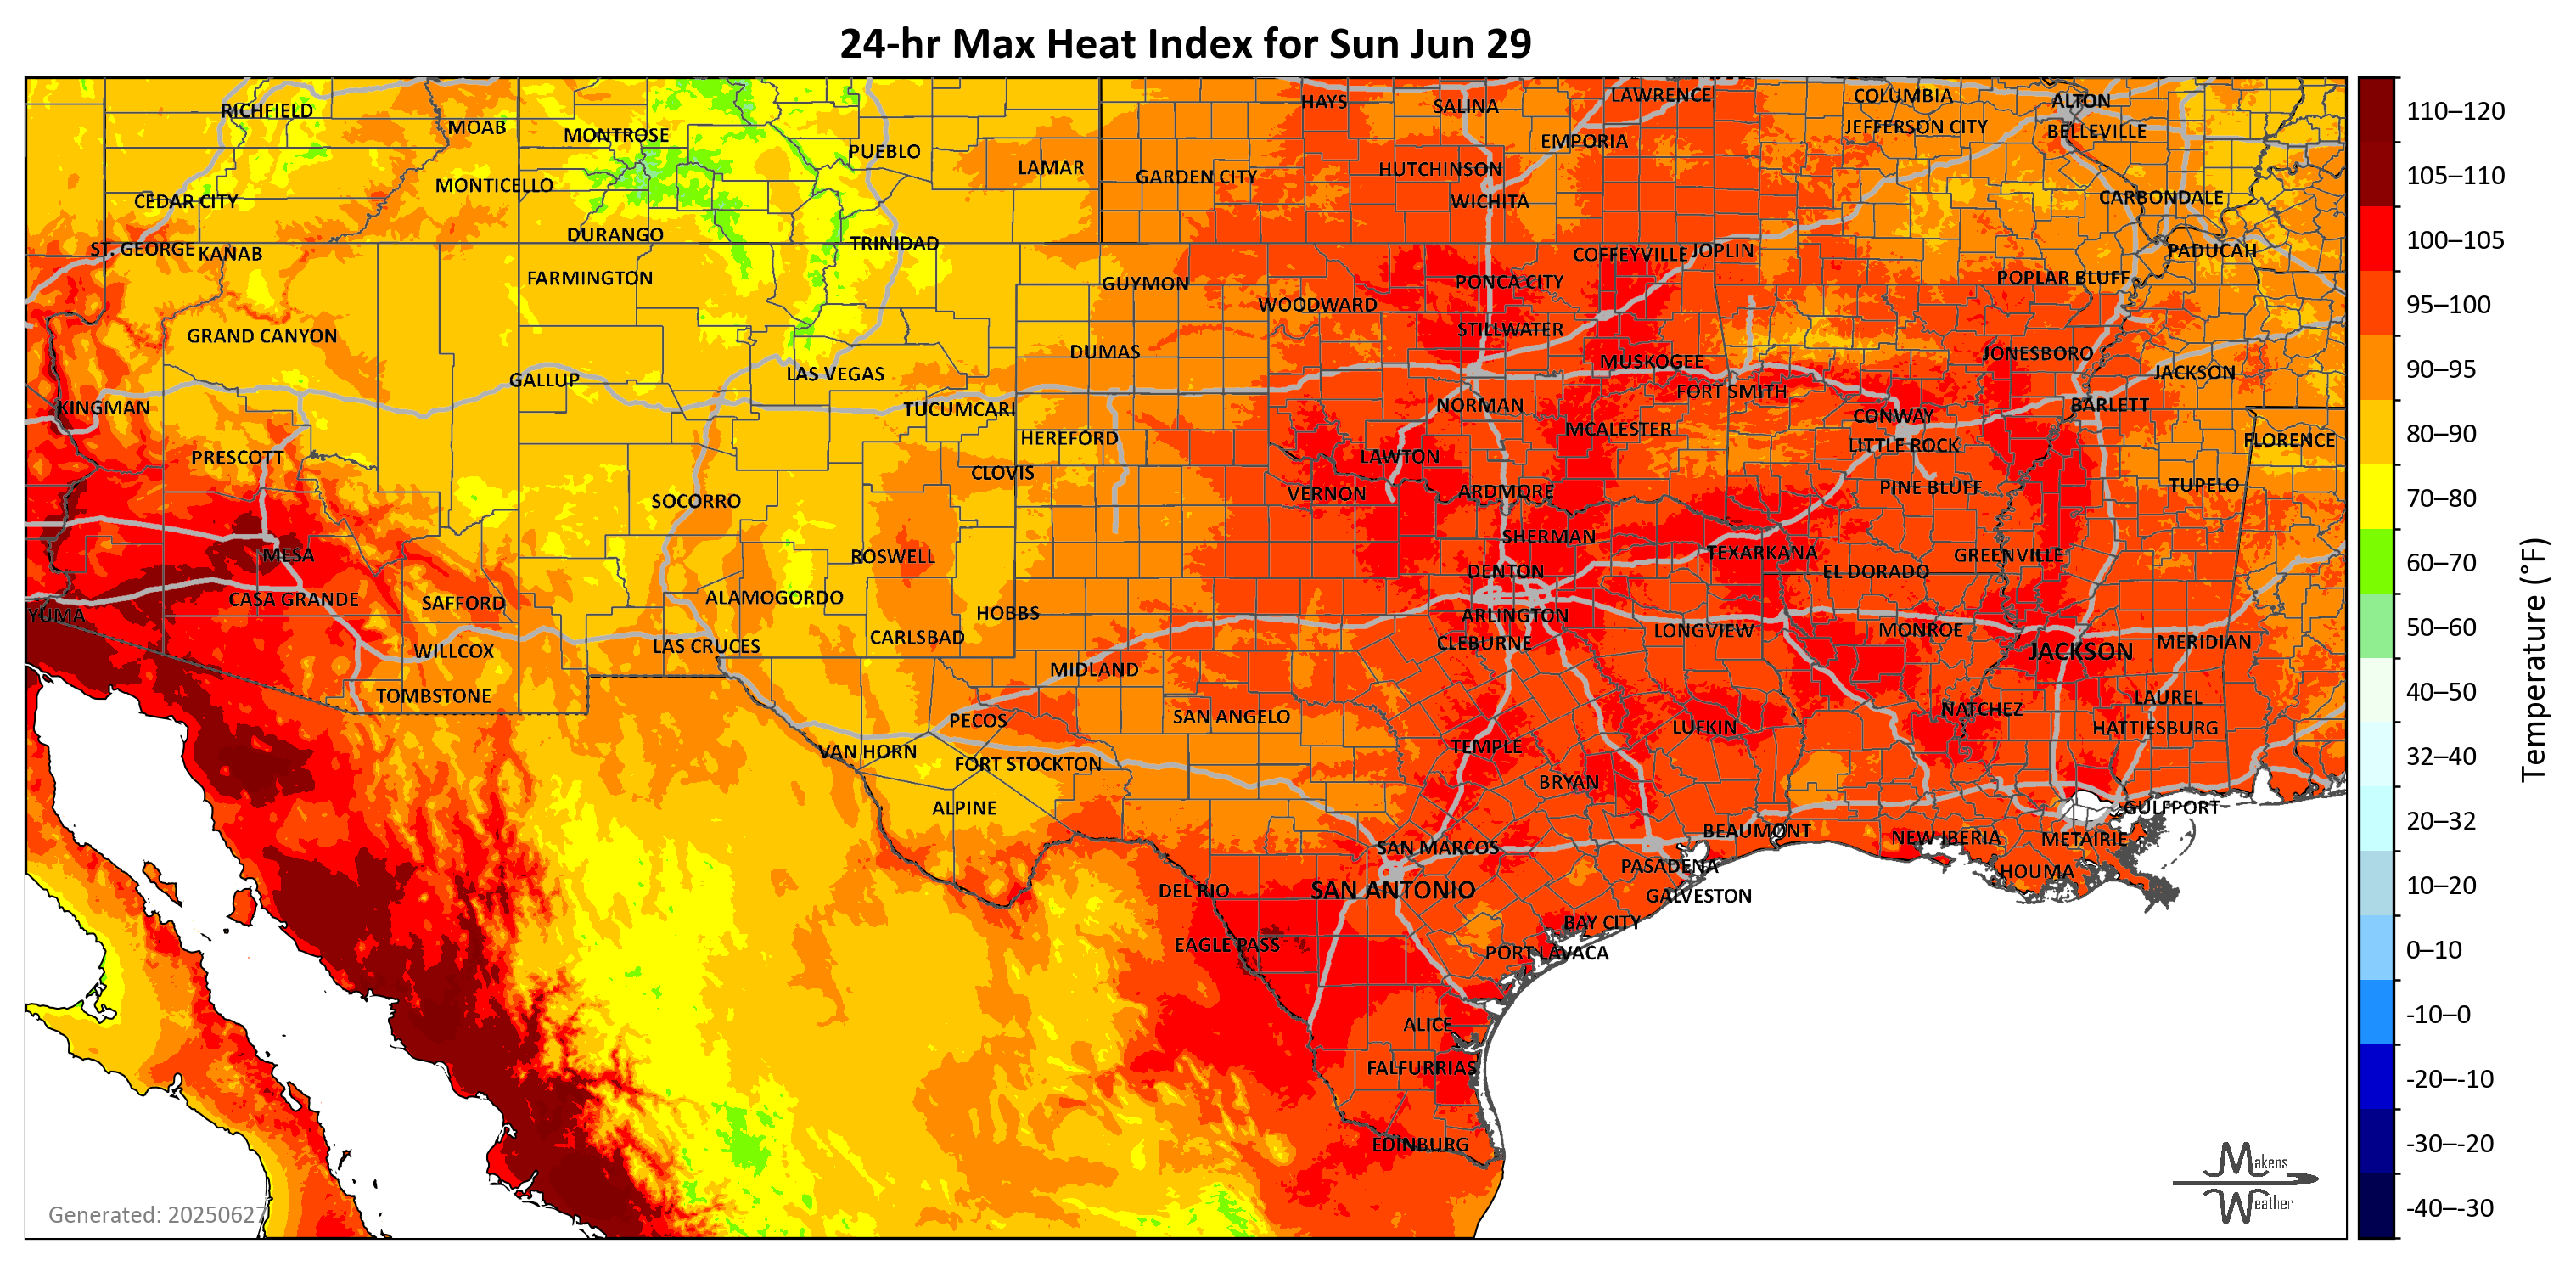 24-hr Max Heat Index for Sun Jun 29
RICHFIELD
MOAB
MONTROSE
PUEBLO
LAMAR
HAYS
SALINA
LAWRENCE
COLUMBIA
ALTON
JEFFERSON CITY
BELLEVILLE
EMPORIA
GARDEN CITY
HUTCHINSON
MONTICELLO
CEDAR CITY
WICHITA
CARBONDALE
DURANGO
TRINIDAD
ST. GEORGE
KANAB
COFFEYVILLE
JOPLIN
PADUCAH
FARMINGTON
GUYMON
PONCA CITY
POPLAR BLUFF
WOODWARD
GRAND CANYON
STILLWATER
DUMAS
MUSKOGEE
JONESBORO
GALLUP
LAS VEGAS
FORT SMITH
JACKSON
KINGMAN
TUCUMCARI
NORMAN
CONWAY
BARLETT
HEREFORD
MCALESTER
LITTLE ROCK
FLORENCE
PRESCOTT
CLOVIS
LAWTON
SOCORRO
VERNON
ARDMORE
PINE BLUFF
TUPELO
MESA
ROSWELL
SHERMAN
TEXARKANA
GREENVILLE
DENTON
EL DORADO
CASA GRANDE
SAFFORD
ALAMOGORDO
HOBBS
YUMA
ARLINGTON
LAS CRUCES
CARLSBAD
CLEBURNE
LONGVIEW
MONROE
JACKSON
MERIDIAN
WILLCOX
MIDLAND
TOMBSTONE
PECOS
SAN ANGELO
LUFKIN
NATCHEZ
LAUREL
HATTIESBURG
VAN HORN
FORT STOCKTON
TEMPLE
BRYAN
ALPINE
GULFPORT
SAN MARCOS
BEAUMONT
NEW IBERIA
METAIRIE
PASADENA
HOUMA
DEL RIO
SAN ANTONIO
GALVESTON
BAY CITY
EAGLE PASS
PORT LAVACA
ALICE
FALFURRIAS
EDINBURG
Generated: 20250627
Makens
Weather
110–120
105–110
100–105
95–100
90–95
80–90
70–80
60–70
50–60
40–50
32–40
20–32
10–20
0–10
-10–0
-20–-10
-30–-20
-40–-30
Temperature (°F)